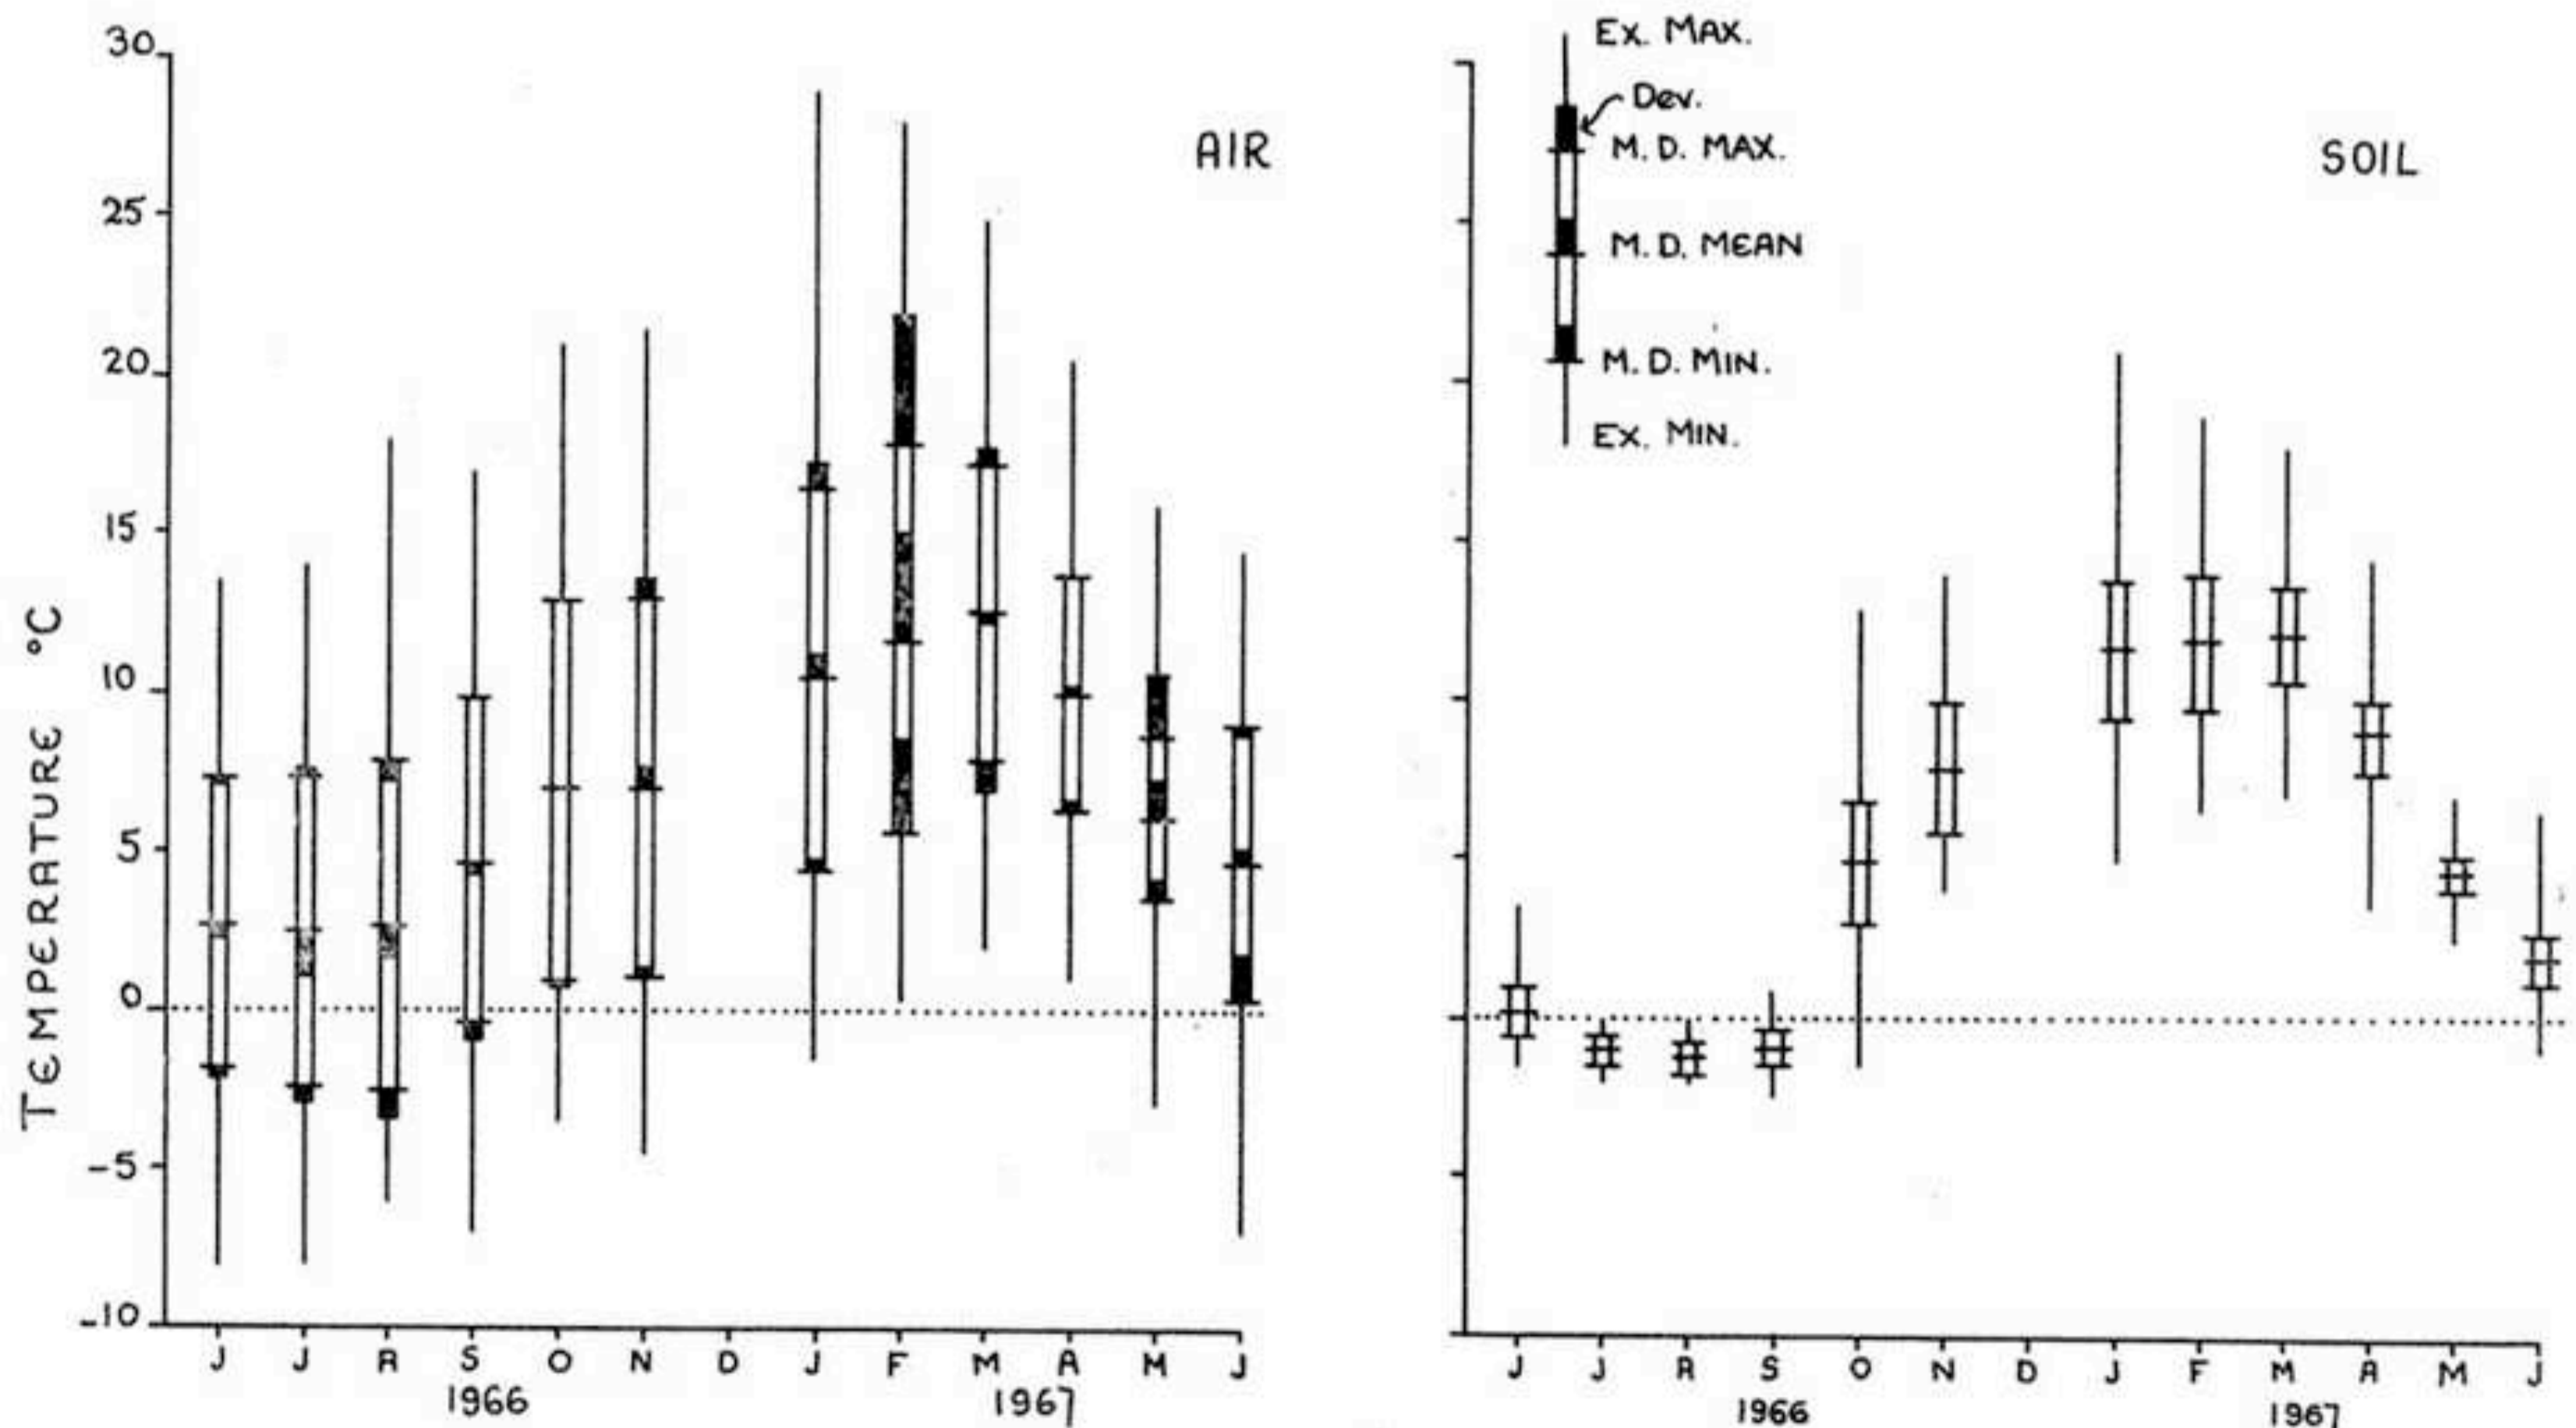 30
25
20
15
10
5
0
-5
-10
TEMPERATURE °C
AIR
J J A S O N D J F M A M J
1966 1967
Ex. MAX.
Dev.
M. D. MAX.
M. D. MEAN
M. D. MIN.
Ex. MIN.
SOIL
J J A S O N D J F M A M J
1966 1967